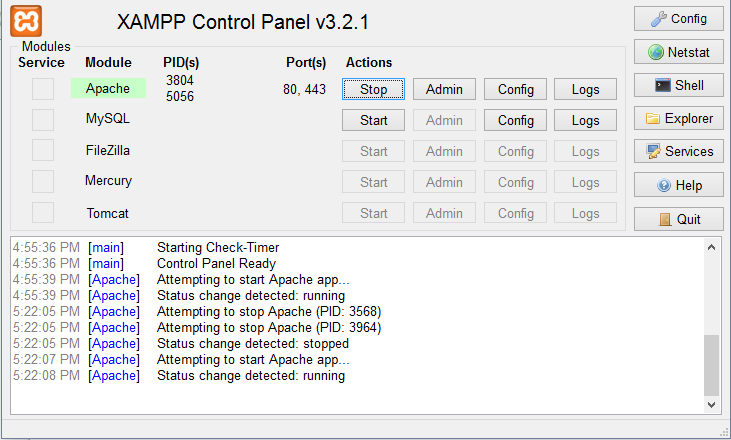 XAMPP Control Panel v3.2.1
Config
Modules
Service Module PID(s) Port(s) Actions
Netstat
Apache 3804 5056 80, 443 Stop Admin Config Logs
Shell
MySQL Start Admin Config Logs
Explorer
FileZilla Start Admin Config Logs
Services
Mercury Start Admin Config Logs
Help
Tomcat Start Admin Config Logs
Quit
4:55:36 PM [main] Starting Check-Timer
4:55:36 PM [main] Control Panel Ready
4:55:39 PM [Apache] Attempting to start Apache app...
4:55:39 PM [Apache] Status change detected: running
5:22:05 PM [Apache] Attempting to stop Apache (PID: 3568)
5:22:05 PM [Apache] Attempting to stop Apache (PID: 3964)
5:22:05 PM [Apache] Status change detected: stopped
5:22:07 PM [Apache] Attempting to start Apache app...
5:22:08 PM [Apache] Status change detected: running